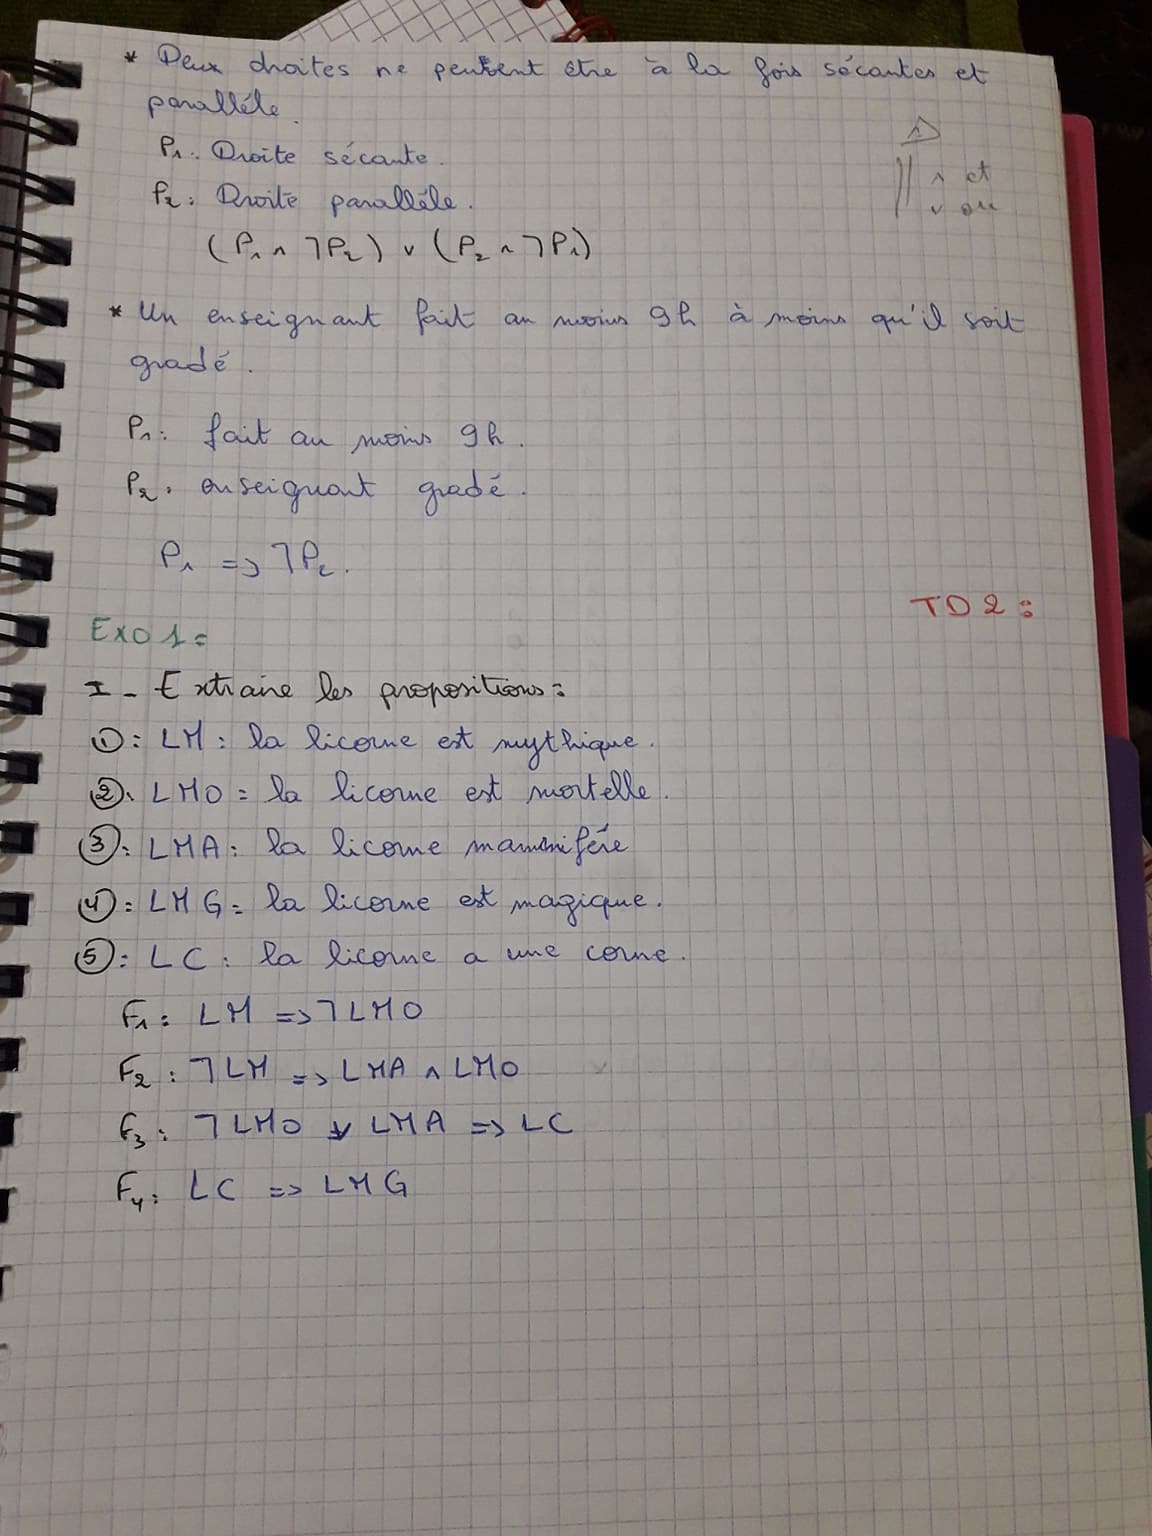 * Deux droites ne peuvent être à la fois sécantes et
parallèle.
P1: Droite sécante.
P2: Droite parallèle.
(P1 ∧ ⌉P2) ∨ (P2 ∧ ⌉P1)
⚠
∧ et
∨ ou
* Un enseignant fait au moins 9h à moins qu'il soit
gradé.
P1: fait au moins 9h.
P2: enseignant gradé.
P1 => ⌉P2.
TD2:
Exo 1:
I - Extraire les propositions:
①: LM: la licorne est mythique.
②: LMO: la licorne est mortelle.
③: LMA: la licorne mammifére
④: LMG: la licorne est magique.
⑤: LC: la licorne a une corne.
F1: LM => ⌉LMO
F2: ⌉LM => LMA ∧ LMO
F3: ⌉LMO ∨ LMA => LC
F4: LC => LMG